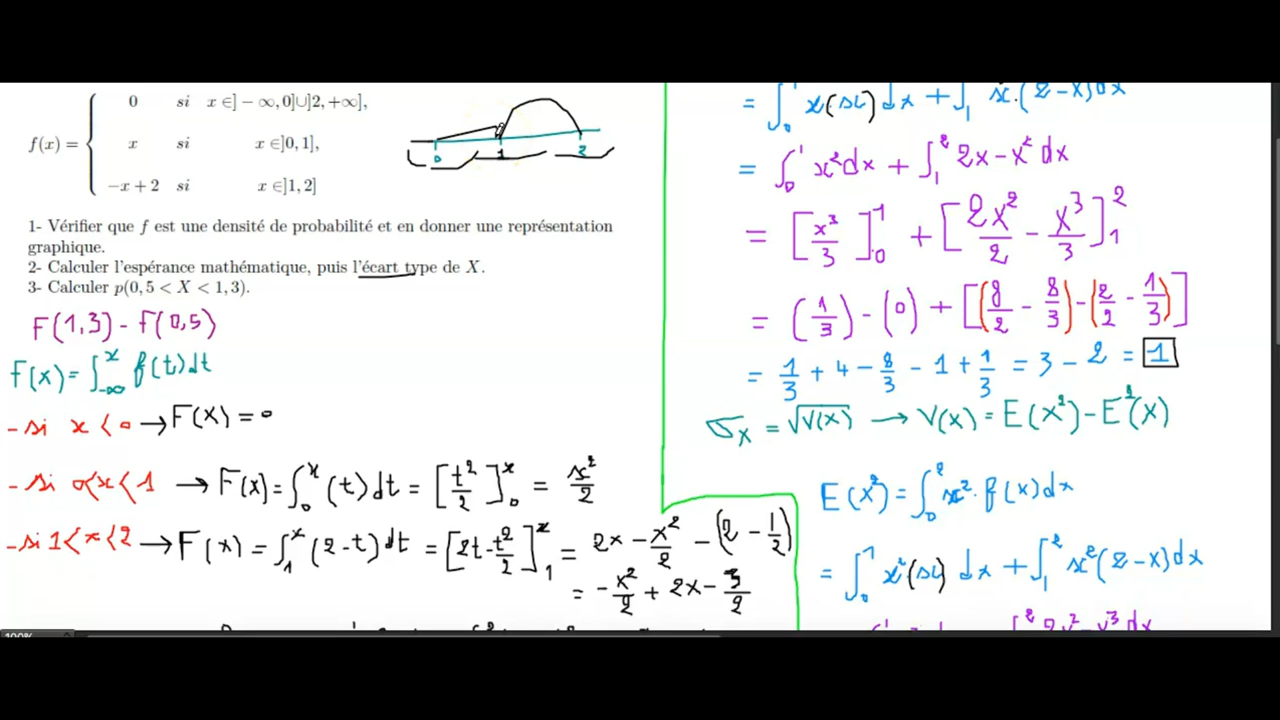 f(x) = { 0 si x ∈] − ∞, 0]∪]2, +∞],
x si x ∈]0, 1],
−x + 2 si x ∈]1, 2]
0 1 2
1- Vérifier que f est une densité de probabilité et en donner une représentation
graphique.
2- Calculer l'espérance mathématique, puis l'écart type de X.
3- Calculer p(0, 5 < X < 1, 3).
F(1,3) - F(0,5)
F(x) = ∫_{-∞}^{x} f(t) dt
- si x < 0 → F(x) = 0
- si 0<x<1 → F(x) = ∫_0^x (t) dt = [t²/2]_0^x = x²/2
- si 1<x<2 → F(x) = ∫_1^x (2-t) dt = [2t - t²/2]_1^x = 2x - x²/2 - (2 - 1/2)
= -x²/2 + 2x - 3/2
= ∫_0^1 x(x) dx + ∫_1^2 x.(2-x) dx
= ∫_0^1 x² dx + ∫_1^2 2x - x² dx
= [x³/3]_0^1 + [2x²/2 - x³/3]_1^2
= (1/3) - (0) + [(8/2 - 8/3) - (2/2 - 1/3)]
= 1/3 + 4 - 8/3 - 1 + 1/3 = 3 - 2 = 1
σ_X = √V(X) → V(X) = E(X²) - E²(X)
E(X²) = ∫_0^2 x². f(x) dx
= ∫_0^1 x²(x) dx + ∫_1^2 x²(2-x) dx
100%